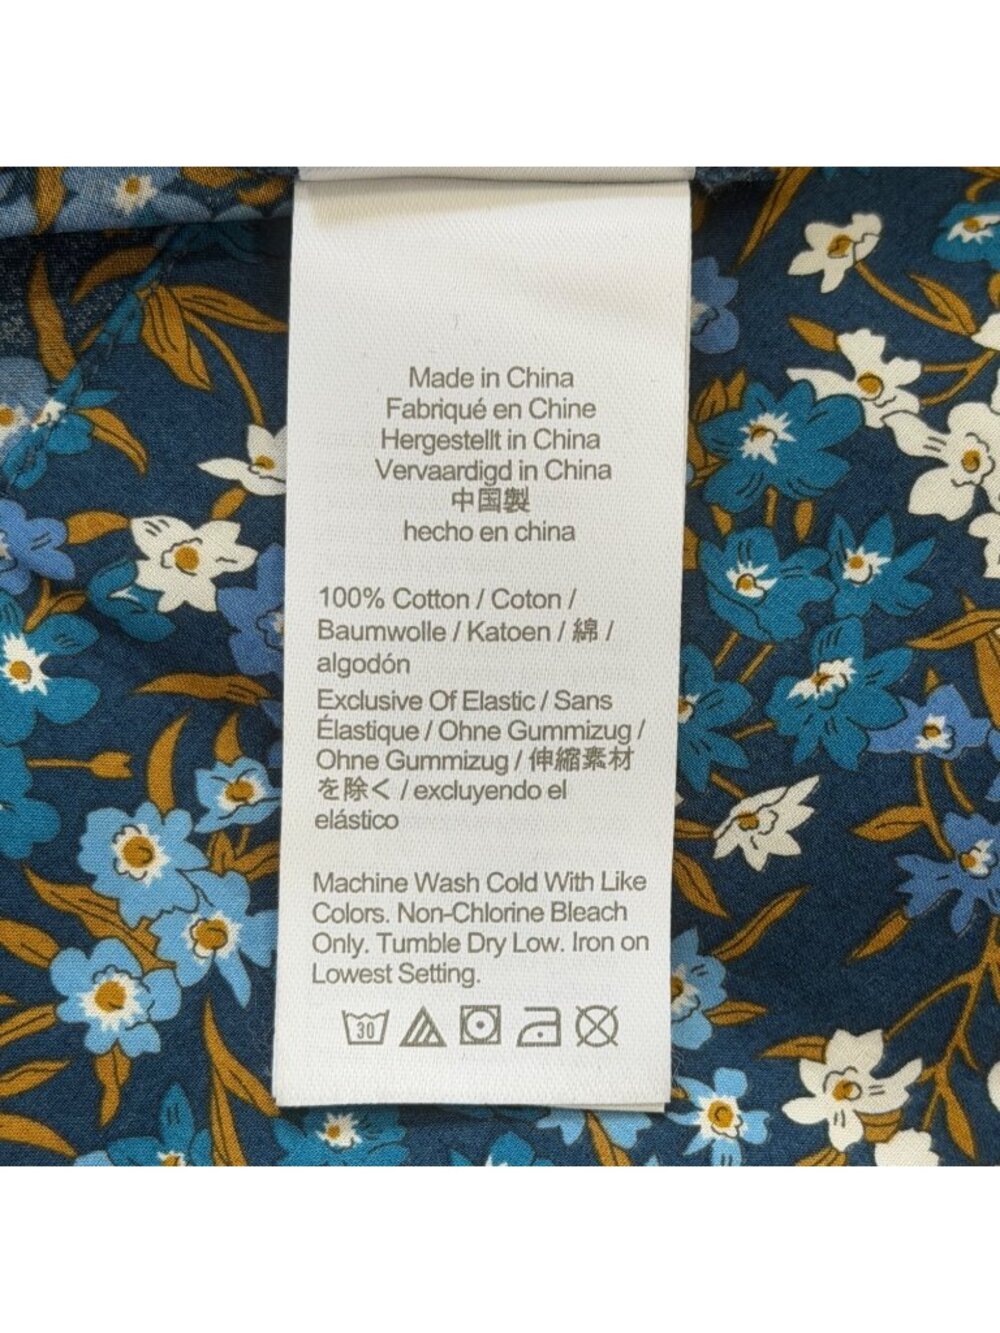 Made in China
Fabriqué en Chine
Hergestellt in China
Vervaardigd in China
中国製
hecho en china
100% Cotton / Coton /
Baumwolle / Katoen / 綿 /
algodón
Exclusive Of Elastic / Sans
Élastique / Ohne Gummizug /
Ohne Gummizug / 伸縮素材
を除く / excluyendo el
elástico
Machine Wash Cold With Like
Colors. Non-Chlorine Bleach
Only. Tumble Dry Low. Iron on
Lowest Setting.
30